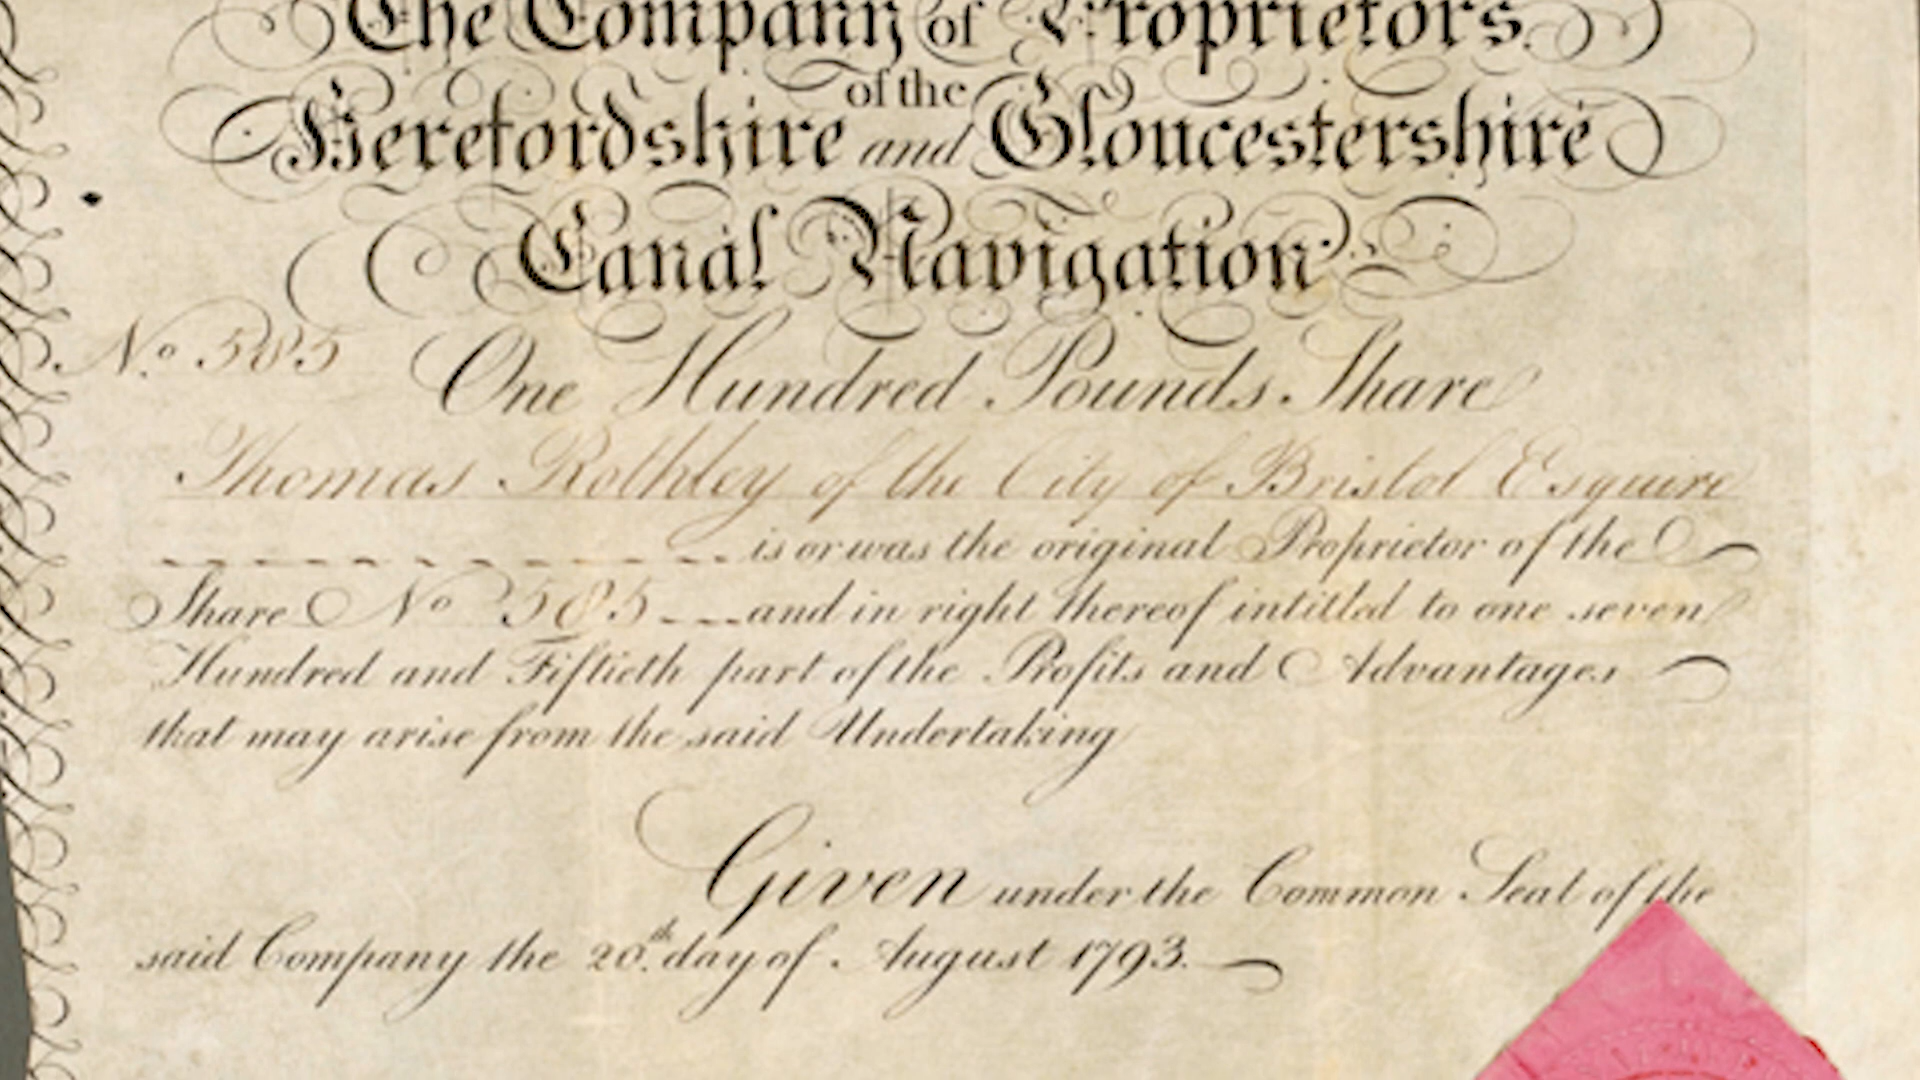 The Company of Proprietors
of the
Herefordshire and Gloucestershire
Canal Navigation
No. 585
One Hundred Pounds Share
Thomas Rothley of the City of Bristol Esquire
is or was the original Proprietor of the
Share No 585 and in right thereof intitled to one seven
Hundred and Fiftieth part of the Profits and Advantages
that may arise from the said Undertaking
Given under the Common Seal of the
said Company the 20th. day of August 1793.